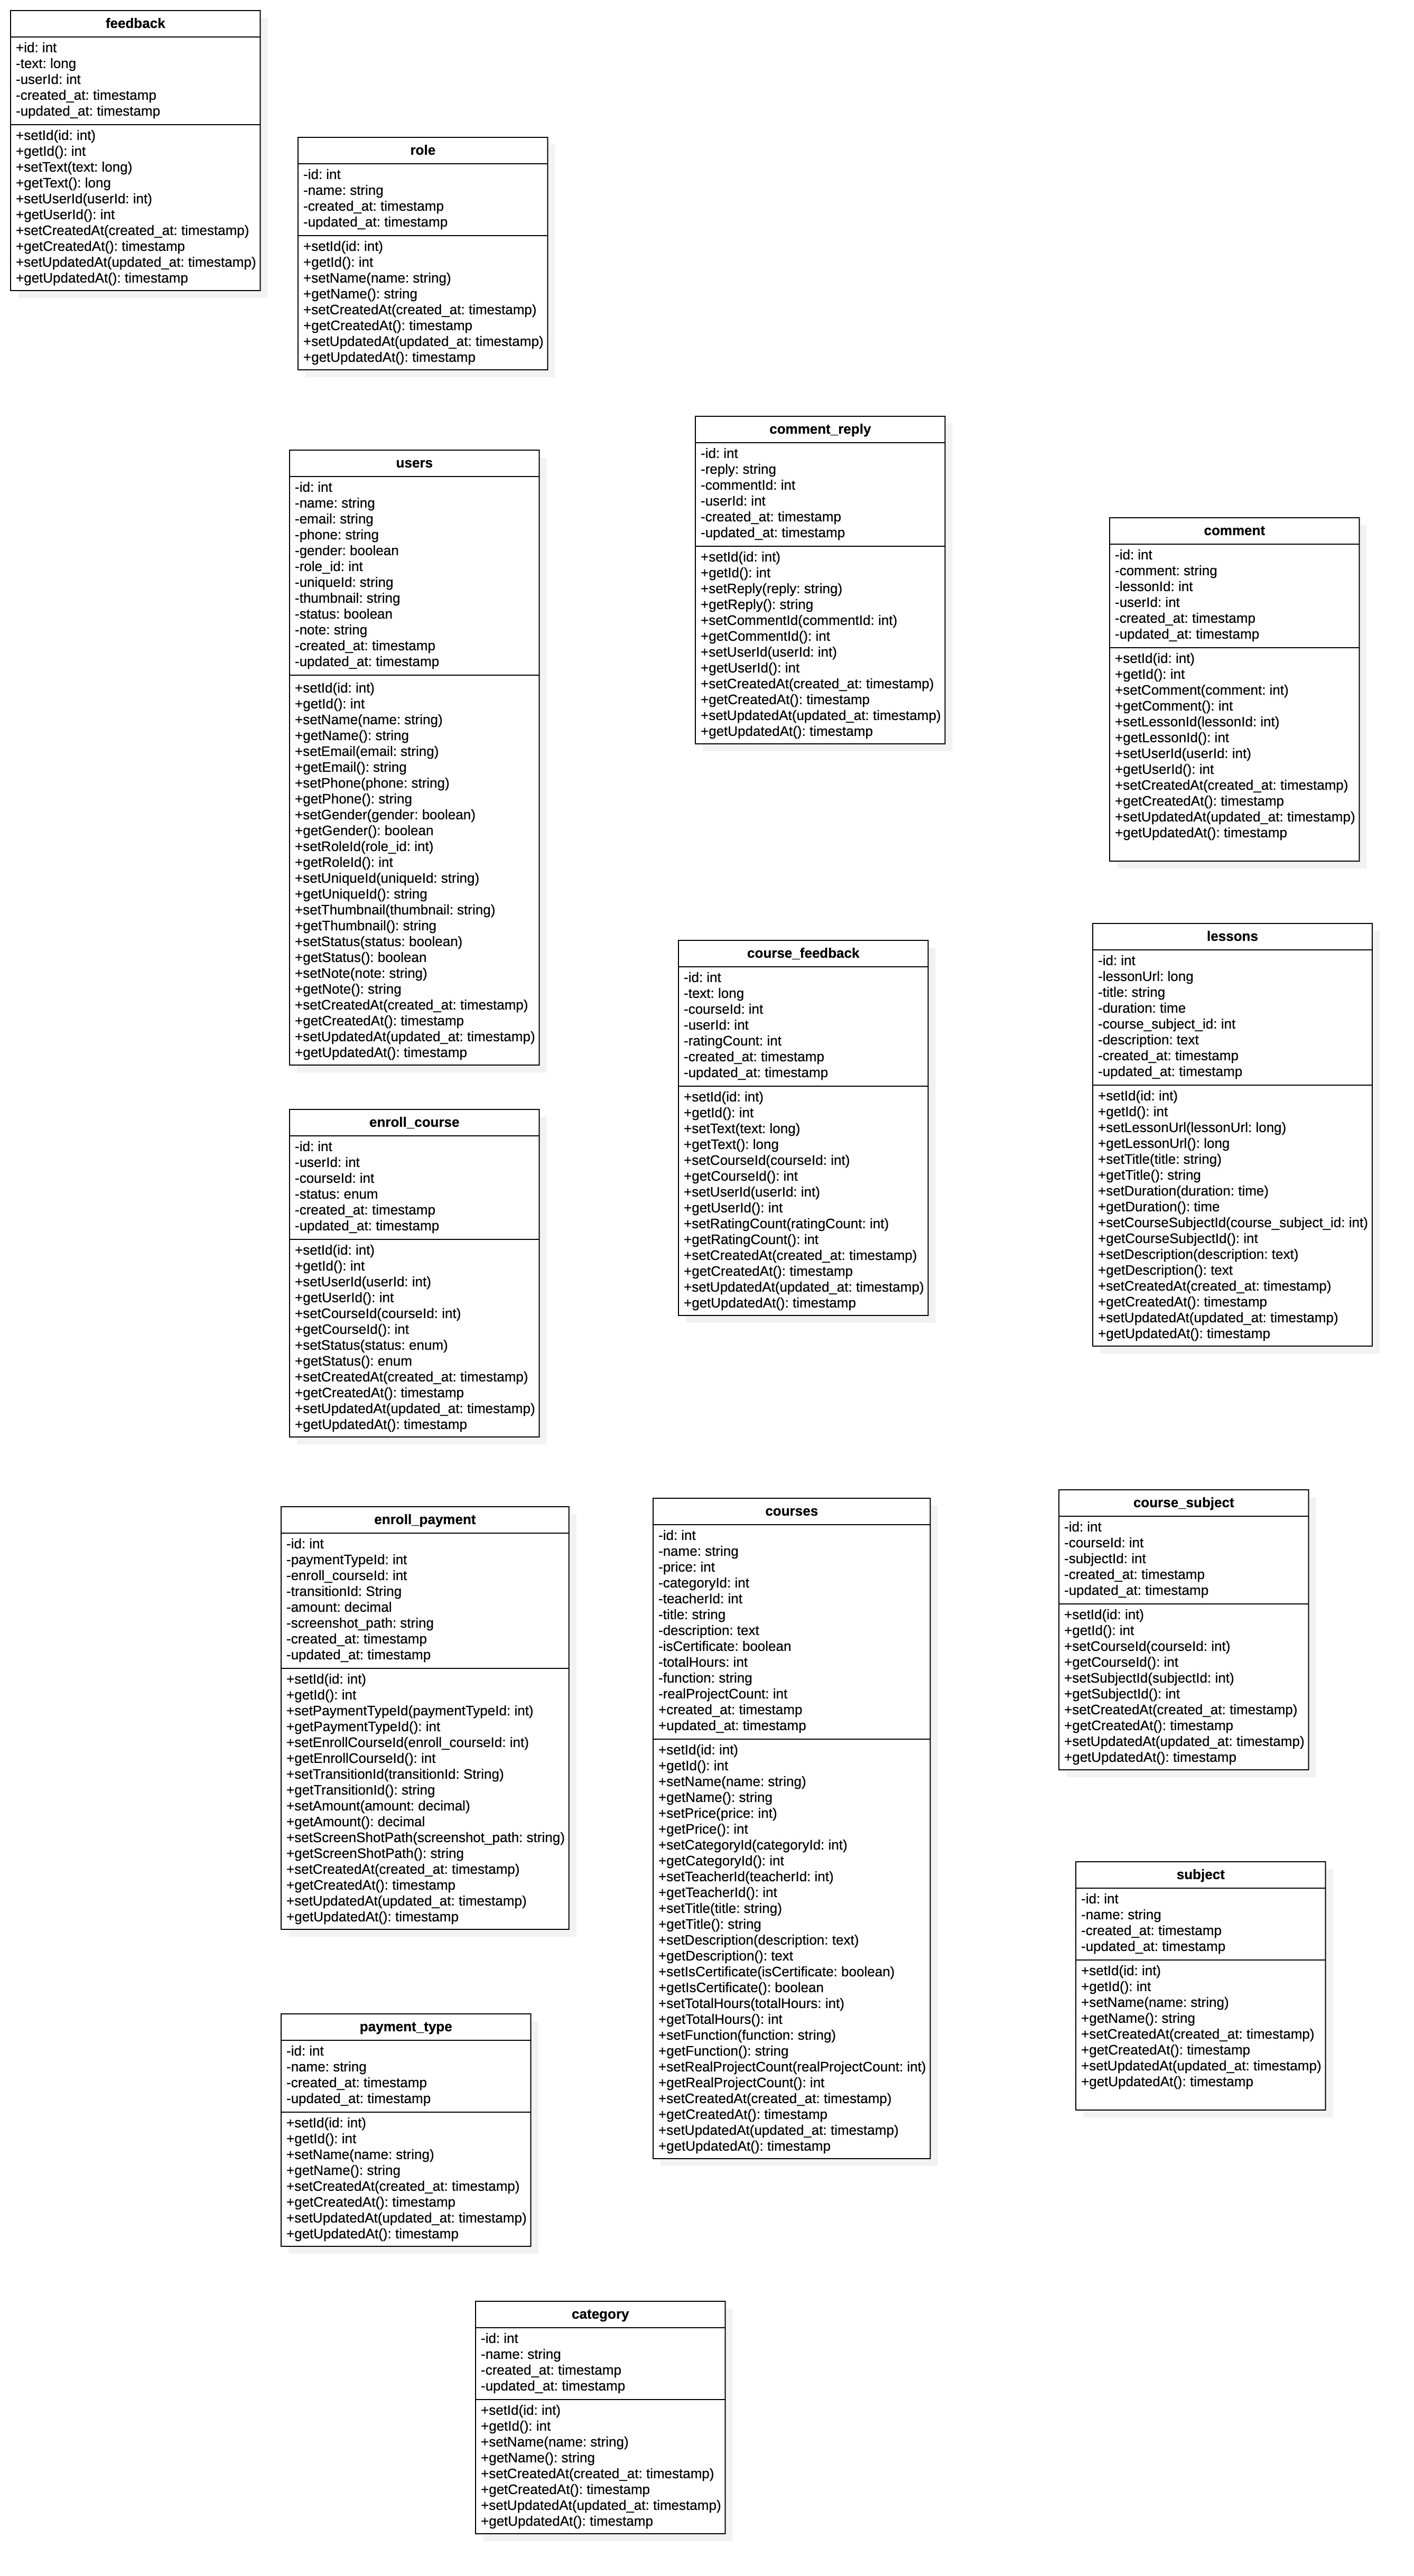 feedback
+id: int
-text: long
-userId: int
-created_at: timestamp
-updated_at: timestamp
+setId(id: int)
+getId(): int
+setText(text: long)
+getText(): long
+setUserId(userId: int)
+getUserId(): int
+setCreatedAt(created_at: timestamp)
+getCreatedAt(): timestamp
+setUpdatedAt(updated_at: timestamp)
+getUpdatedAt(): timestamp
role
-id: int
-name: string
-created_at: timestamp
-updated_at: timestamp
+setId(id: int)
+getId(): int
+setName(name: string)
+getName(): string
+setCreatedAt(created_at: timestamp)
+getCreatedAt(): timestamp
+setUpdatedAt(updated_at: timestamp)
+getUpdatedAt(): timestamp
users
-id: int
-name: string
-email: string
-phone: string
-gender: boolean
-role_id: int
-uniqueId: string
-thumbnail: string
-status: boolean
-note: string
-created_at: timestamp
-updated_at: timestamp
+setId(id: int)
+getId(): int
+setName(name: string)
+getName(): string
+setEmail(email: string)
+getEmail(): string
+setPhone(phone: string)
+getPhone(): string
+setGender(gender: boolean)
+getGender(): boolean
+setRoleId(role_id: int)
+getRoleId(): int
+setUniqueId(uniqueId: string)
+getUniqueId(): string
+setThumbnail(thumbnail: string)
+getThumbnail(): string
+setStatus(status: boolean)
+getStatus(): boolean
+setNote(note: string)
+getNote(): string
+setCreatedAt(created_at: timestamp)
+getCreatedAt(): timestamp
+setUpdatedAt(updated_at: timestamp)
+getUpdatedAt(): timestamp
comment_reply
-id: int
-reply: string
-commentId: int
-userId: int
-created_at: timestamp
-updated_at: timestamp
+setId(id: int)
+getId(): int
+setReply(reply: string)
+getReply(): string
+setCommentId(commentId: int)
+getCommentId(): int
+setUserId(userId: int)
+getUserId(): int
+setCreatedAt(created_at: timestamp)
+getCreatedAt(): timestamp
+setUpdatedAt(updated_at: timestamp)
+getUpdatedAt(): timestamp
comment
-id: int
-comment: string
-lessonId: int
-userId: int
-created_at: timestamp
-updated_at: timestamp
+setId(id: int)
+getId(): int
+setComment(comment: int)
+getComment(): int
+setLessonId(lessonId: int)
+getLessonId(): int
+setUserId(userId: int)
+getUserId(): int
+setCreatedAt(created_at: timestamp)
+getCreatedAt(): timestamp
+setUpdatedAt(updated_at: timestamp)
+getUpdatedAt(): timestamp
course_feedback
-id: int
-text: long
-courseId: int
-userId: int
-ratingCount: int
-created_at: timestamp
-updated_at: timestamp
+setId(id: int)
+getId(): int
+setText(text: long)
+getText(): long
+setCourseId(courseId: int)
+getCourseId(): int
+setUserId(userId: int)
+getUserId(): int
+setRatingCount(ratingCount: int)
+getRatingCount(): int
+setCreatedAt(created_at: timestamp)
+getCreatedAt(): timestamp
+setUpdatedAt(updated_at: timestamp)
+getUpdatedAt(): timestamp
lessons
-id: int
-lessonUrl: long
-title: string
-duration: time
-course_subject_id: int
-description: text
-created_at: timestamp
-updated_at: timestamp
+setId(id: int)
+getId(): int
+setLessonUrl(lessonUrl: long)
+getLessonUrl(): long
+setTitle(title: string)
+getTitle(): string
+setDuration(duration: time)
+getDuration(): time
+setCourseSubjectId(course_subject_id: int)
+getCourseSubjectId(): int
+setDescription(description: text)
+getDescription(): text
+setCreatedAt(created_at: timestamp)
+getCreatedAt(): timestamp
+setUpdatedAt(updated_at: timestamp)
+getUpdatedAt(): timestamp
enroll_course
-id: int
-userId: int
-courseId: int
-status: enum
-created_at: timestamp
-updated_at: timestamp
+setId(id: int)
+getId(): int
+setUserId(userId: int)
+getUserId(): int
+setCourseId(courseId: int)
+getCourseId(): int
+setStatus(status: enum)
+getStatus(): enum
+setCreatedAt(created_at: timestamp)
+getCreatedAt(): timestamp
+setUpdatedAt(updated_at: timestamp)
+getUpdatedAt(): timestamp
enroll_payment
-id: int
-paymentTypeId: int
-enroll_courseId: int
-transitionId: String
-amount: decimal
-screenshot_path: string
-created_at: timestamp
-updated_at: timestamp
+setId(id: int)
+getId(): int
+setPaymentTypeId(paymentTypeId: int)
+getPaymentTypeId(): int
+setEnrollCourseId(enroll_courseId: int)
+getEnrollCourseId(): int
+setTransitionId(transitionId: String)
+getTransitionId(): string
+setAmount(amount: decimal)
+getAmount(): decimal
+setScreenShotPath(screenshot_path: string)
+getScreenShotPath(): string
+setCreatedAt(created_at: timestamp)
+getCreatedAt(): timestamp
+setUpdatedAt(updated_at: timestamp)
+getUpdatedAt(): timestamp
courses
-id: int
-name: string
-price: int
-categoryId: int
-teacherId: int
-title: string
-description: text
-isCertificate: boolean
-totalHours: int
-function: string
-realProjectCount: int
+created_at: timestamp
+updated_at: timestamp
+setId(id: int)
+getId(): int
+setName(name: string)
+getName(): string
+setPrice(price: int)
+getPrice(): int
+setCategoryId(categoryId: int)
+getCategoryId(): int
+setTeacherId(teacherId: int)
+getTeacherId(): int
+setTitle(title: string)
+getTitle(): string
+setDescription(description: text)
+getDescription(): text
+setIsCertificate(isCertificate: boolean)
+getIsCertificate(): boolean
+setTotalHours(totalHours: int)
+getTotalHours(): int
+setFunction(function: string)
+getFunction(): string
+setRealProjectCount(realProjectCount: int)
+getRealProjectCount(): int
+setCreatedAt(created_at: timestamp)
+getCreatedAt(): timestamp
+setUpdatedAt(updated_at: timestamp)
+getUpdatedAt(): timestamp
course_subject
-id: int
-courseId: int
-subjectId: int
-created_at: timestamp
-updated_at: timestamp
+setId(id: int)
+getId(): int
+setCourseId(courseId: int)
+getCourseId(): int
+setSubjectId(subjectId: int)
+getSubjectId(): int
+setCreatedAt(created_at: timestamp)
+getCreatedAt(): timestamp
+setUpdatedAt(updated_at: timestamp)
+getUpdatedAt(): timestamp
subject
-id: int
-name: string
-created_at: timestamp
-updated_at: timestamp
+setId(id: int)
+getId(): int
+setName(name: string)
+getName(): string
+setCreatedAt(created_at: timestamp)
+getCreatedAt(): timestamp
+setUpdatedAt(updated_at: timestamp)
+getUpdatedAt(): timestamp
payment_type
-id: int
-name: string
-created_at: timestamp
-updated_at: timestamp
+setId(id: int)
+getId(): int
+setName(name: string)
+getName(): string
+setCreatedAt(created_at: timestamp)
+getCreatedAt(): timestamp
+setUpdatedAt(updated_at: timestamp)
+getUpdatedAt(): timestamp
category
-id: int
-name: string
-created_at: timestamp
-updated_at: timestamp
+setId(id: int)
+getId(): int
+setName(name: string)
+getName(): string
+setCreatedAt(created_at: timestamp)
+getCreatedAt(): timestamp
+setUpdatedAt(updated_at: timestamp)
+getUpdatedAt(): timestamp